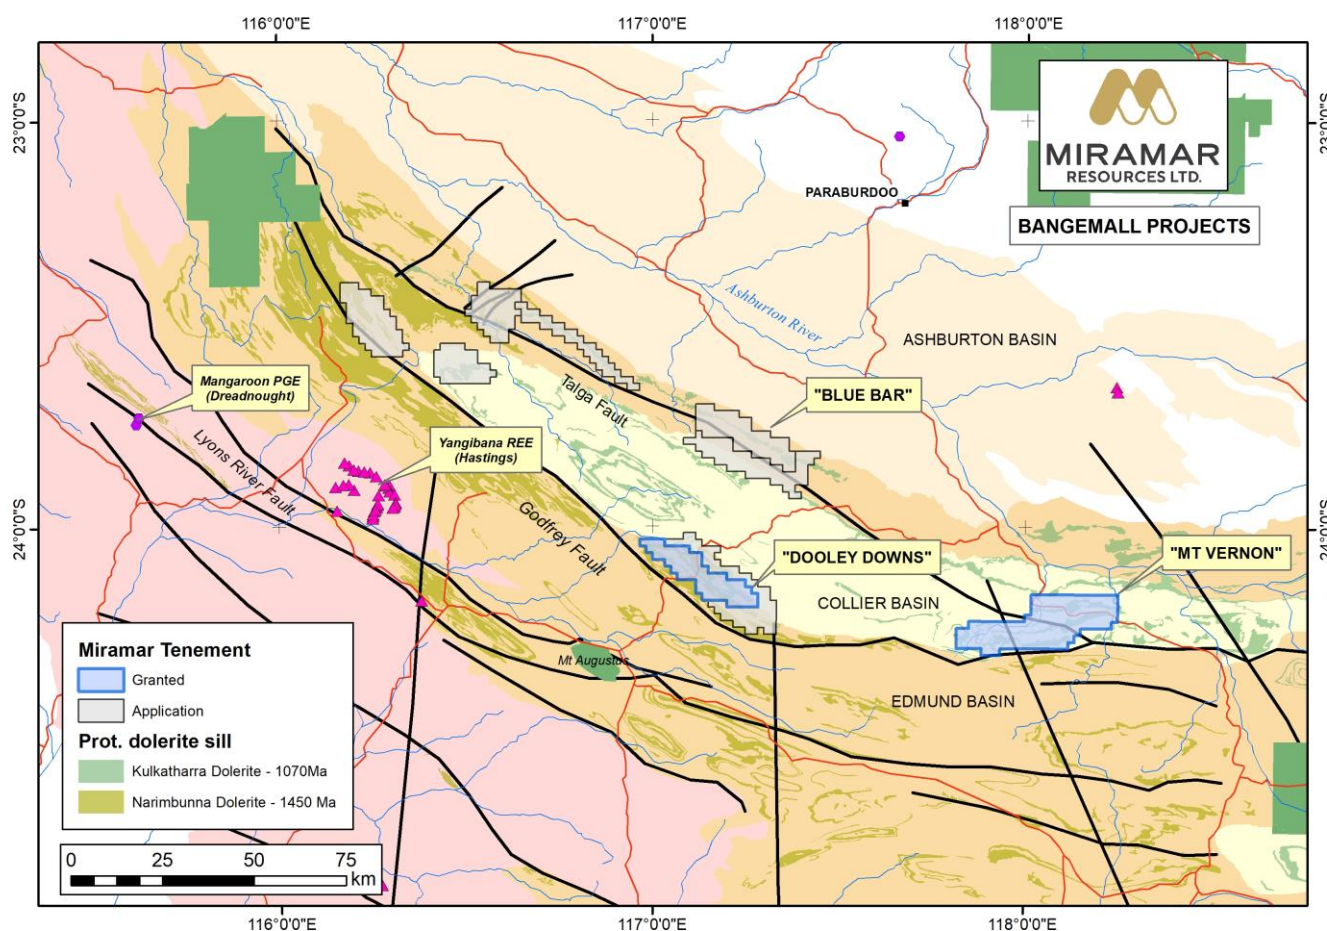 116°0'0"E
117°0'0"E
118°0'0"E
23°0'0"S
23°0'0"S
MIRAMAR
RESOURCES LTD.
BANGEMALL PROJECTS
PARABURDOO
Ashburton River
ASHBURTON BASIN
Mangaroon PGE
(Dreadnought)
Talga Fault
"BLUE BAR"
Yangibana REE
(Hastings)
Lyons River Fault
Godfrey Fault
24°0'0"S
24°0'0"S
"DOOLEY DOWNS"
"MT VERNON"
COLLIER BASIN
Mt Augustus
EDMUND BASIN
Miramar Tenement
Granted
Application
Prot. dolerite sill
Kulkatharra Dolerite - 1070Ma
Narimbunna Dolerite - 1450 Ma
0 25 50 75
km
116°0'0"E
117°0'0"E
118°0'0"E